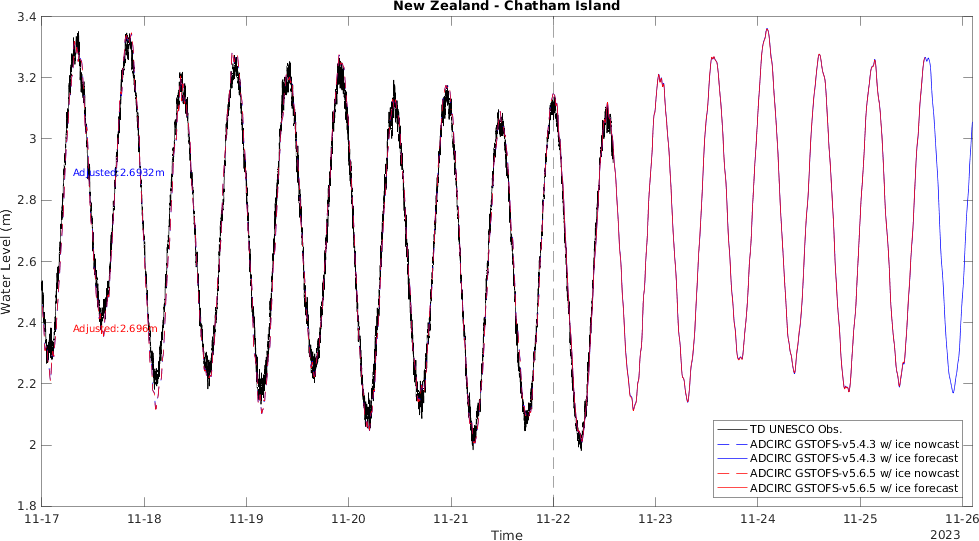 New Zealand - Chatham Island
3.4
3.2
3
2.8
2.6
2.4
2.2
2
1.8
Water Level (m)
Adjusted:2.6932m
Adjusted:2.696m
TD UNESCO Obs.
ADCIRC GSTOFS-v5.4.3 w/ ice nowcast
ADCIRC GSTOFS-v5.4.3 w/ ice forecast
ADCIRC GSTOFS-v5.6.5 w/ ice nowcast
ADCIRC GSTOFS-v5.6.5 w/ ice forecast
11-17 11-18 11-19 11-20 11-21 11-22 11-23 11-24 11-25 11-26
Time
2023